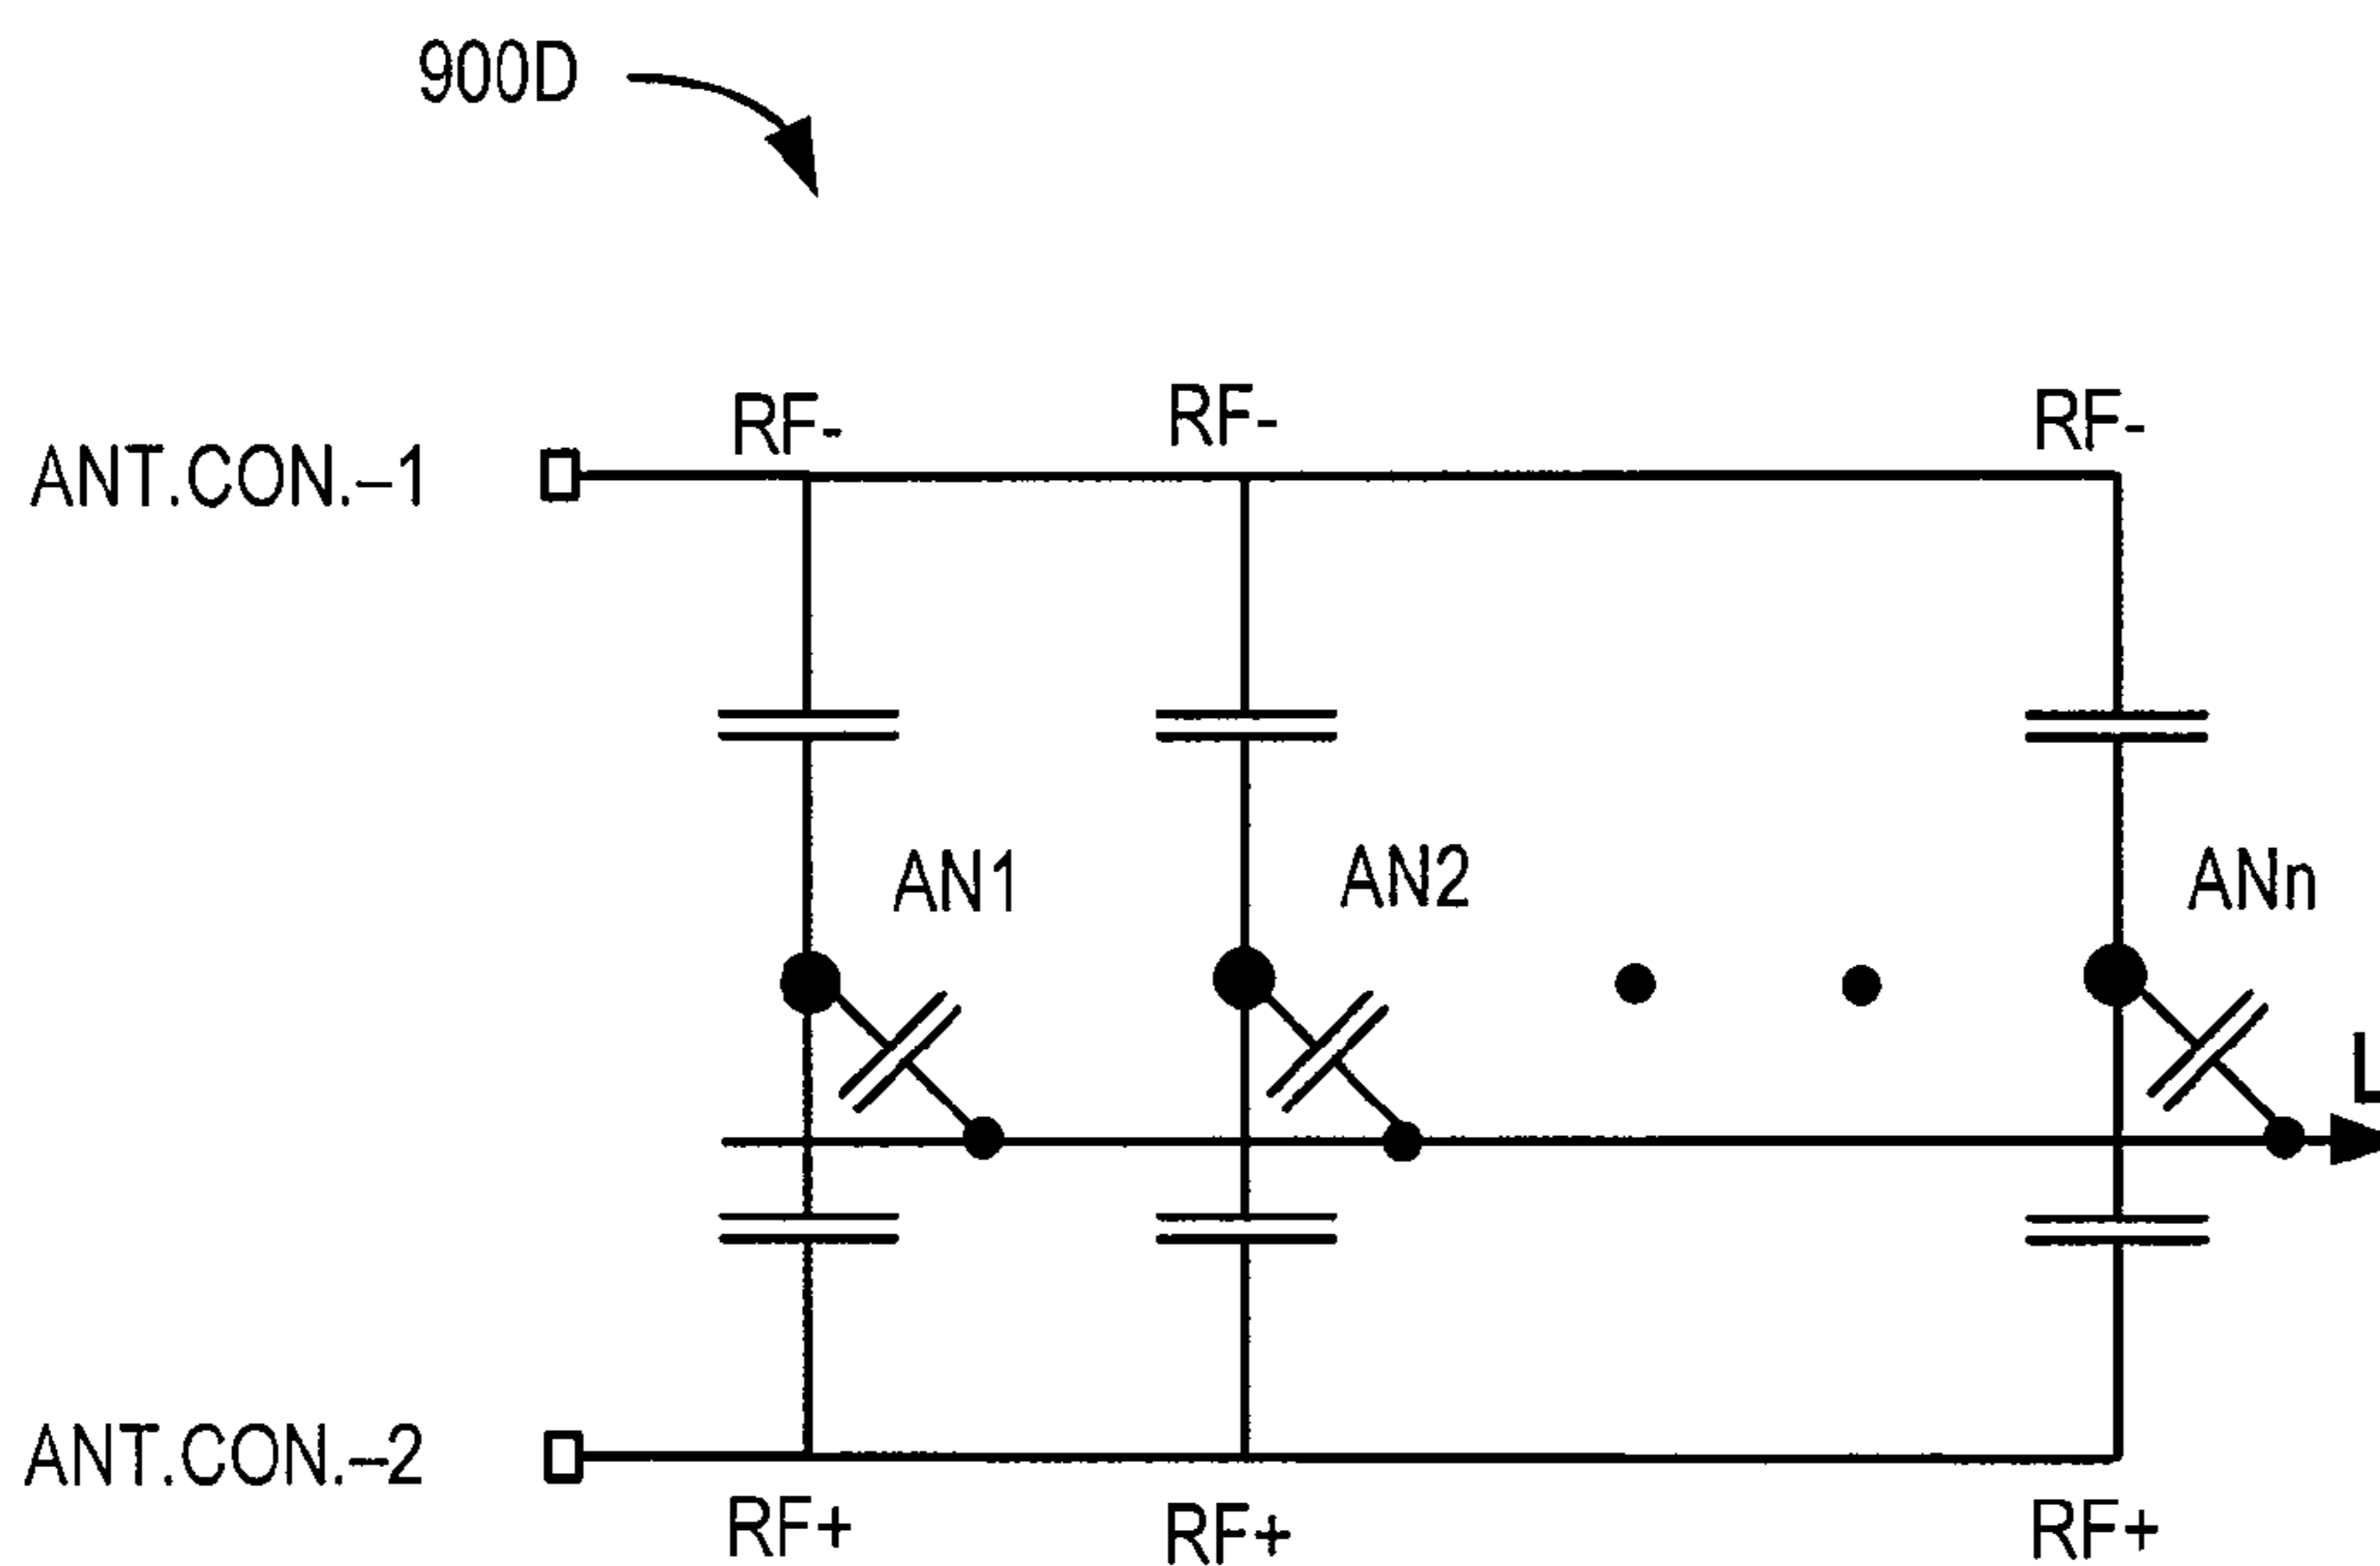 900D
RF- RF- RF-
ANT.CON.-1
AN1 AN2 ANn
L
ANT.CON.-2
RF+ RF+ RF+